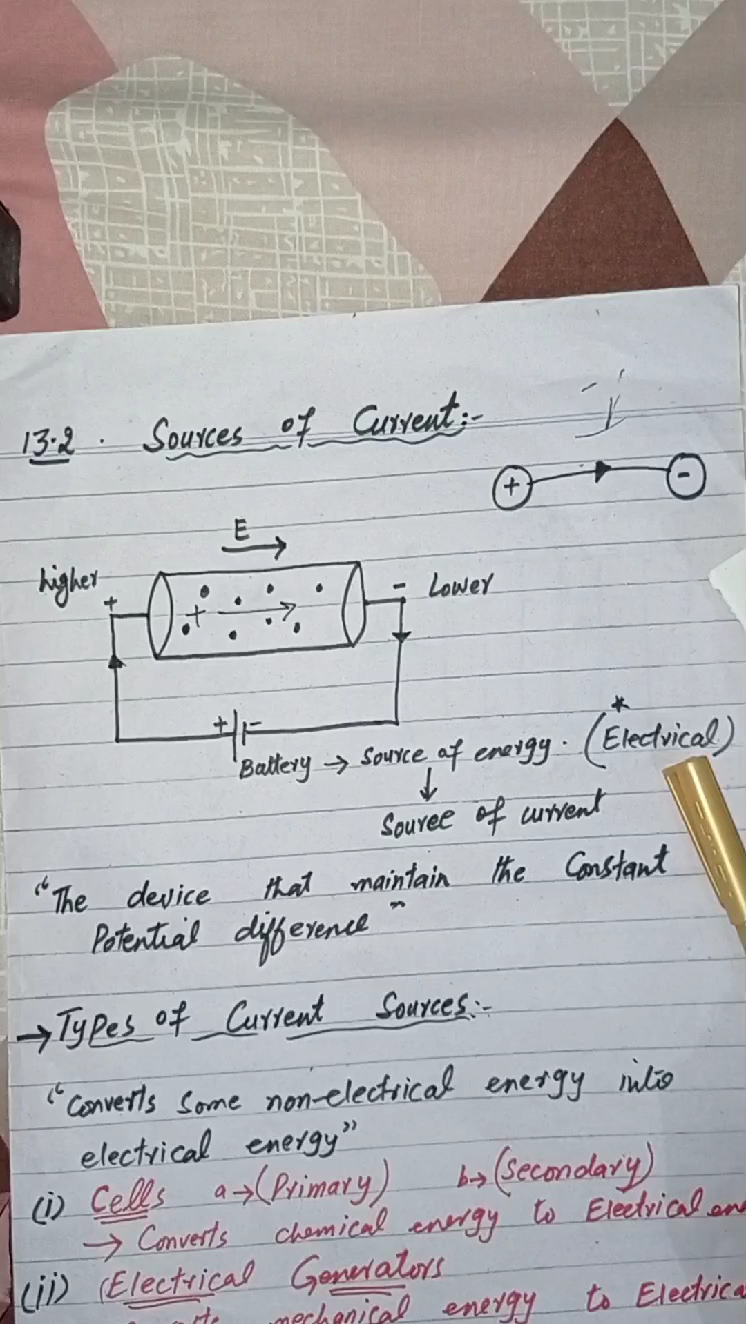 13.2 . Sources of Current:-
+ -
E
higher + + - Lower
+ -
Battery → Source of energy. (Electrical)*
↓
Source of current
"The device that maintain the Constant
Potential difference"
→ Types of Current Sources:-
"Converts Some non-electrical energy into
electrical energy"
(i) Cells a→(Primary) b→(Secondary)
→ Converts chemical energy to Electrical en
(ii) (Electrical Generators
mechanical energy to Electrica